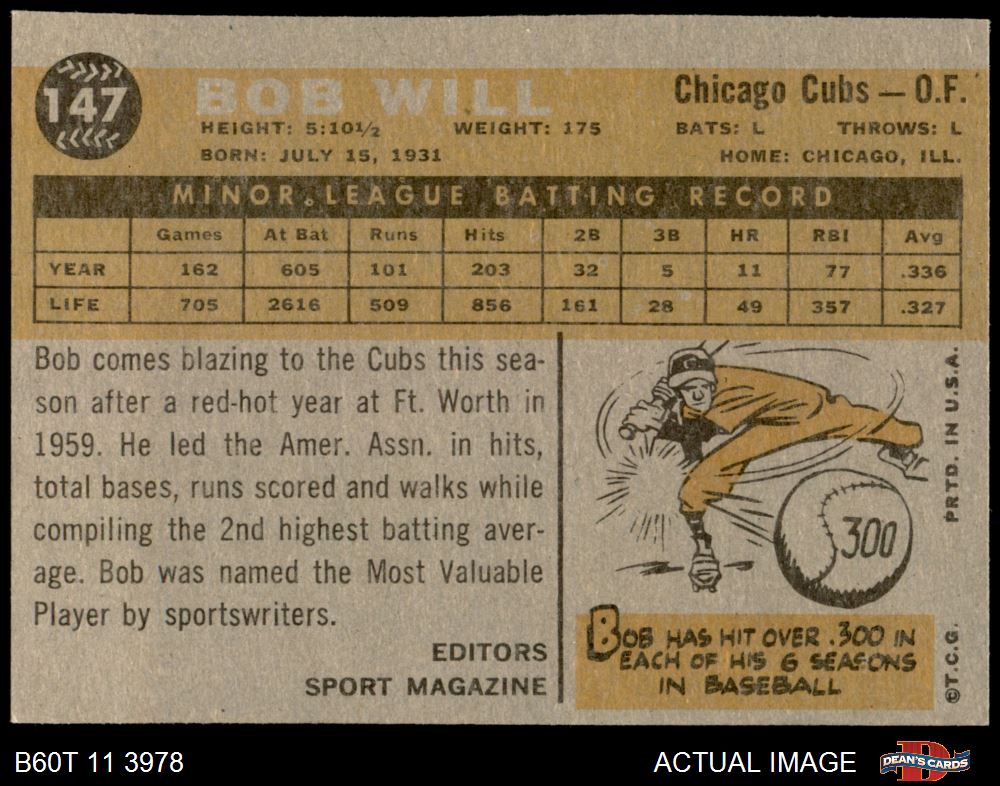 147
BOB WILL
Chicago Cubs — O.F.
HEIGHT: 5:10½ WEIGHT: 175 BATS: L THROWS: L
BORN: JULY 15, 1931 HOME: CHICAGO, ILL.
MINOR LEAGUE BATTING RECORD
Games At Bat Runs Hits 2B 3B HR RBI Avg
YEAR 162 605 101 203 32 5 11 77 .336
LIFE 705 2616 509 856 161 28 49 357 .327
Bob comes blazing to the Cubs this sea-
son after a red-hot year at Ft. Worth in
1959. He led the Amer. Assn. in hits,
total bases, runs scored and walks while
compiling the 2nd highest batting aver-
age. Bob was named the Most Valuable
Player by sportswriters.
EDITORS
SPORT MAGAZINE
C
300
BOB HAS HIT OVER .300 IN
EACH OF HIS 6 SEASONS
IN BASEBALL
©T.C.G. PRTD. IN U.S.A.
B60T 11 3978
ACTUAL IMAGE
D
DEAN'S CARDS